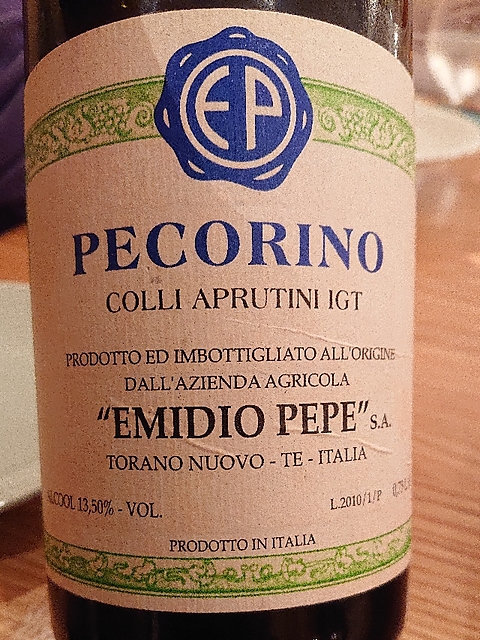 EP
PECORINO
COLLI APRUTINI IGT
PRODOTTO ED IMBOTTIGLIATO ALL'ORIGINE
DALL'AZIENDA AGRICOLA
"EMIDIO PEPE" S.A.
TORANO NUOVO - TE - ITALIA
ALCOOL 13,50% - VOL. L.2010/1/P
PRODOTTO IN ITALIA